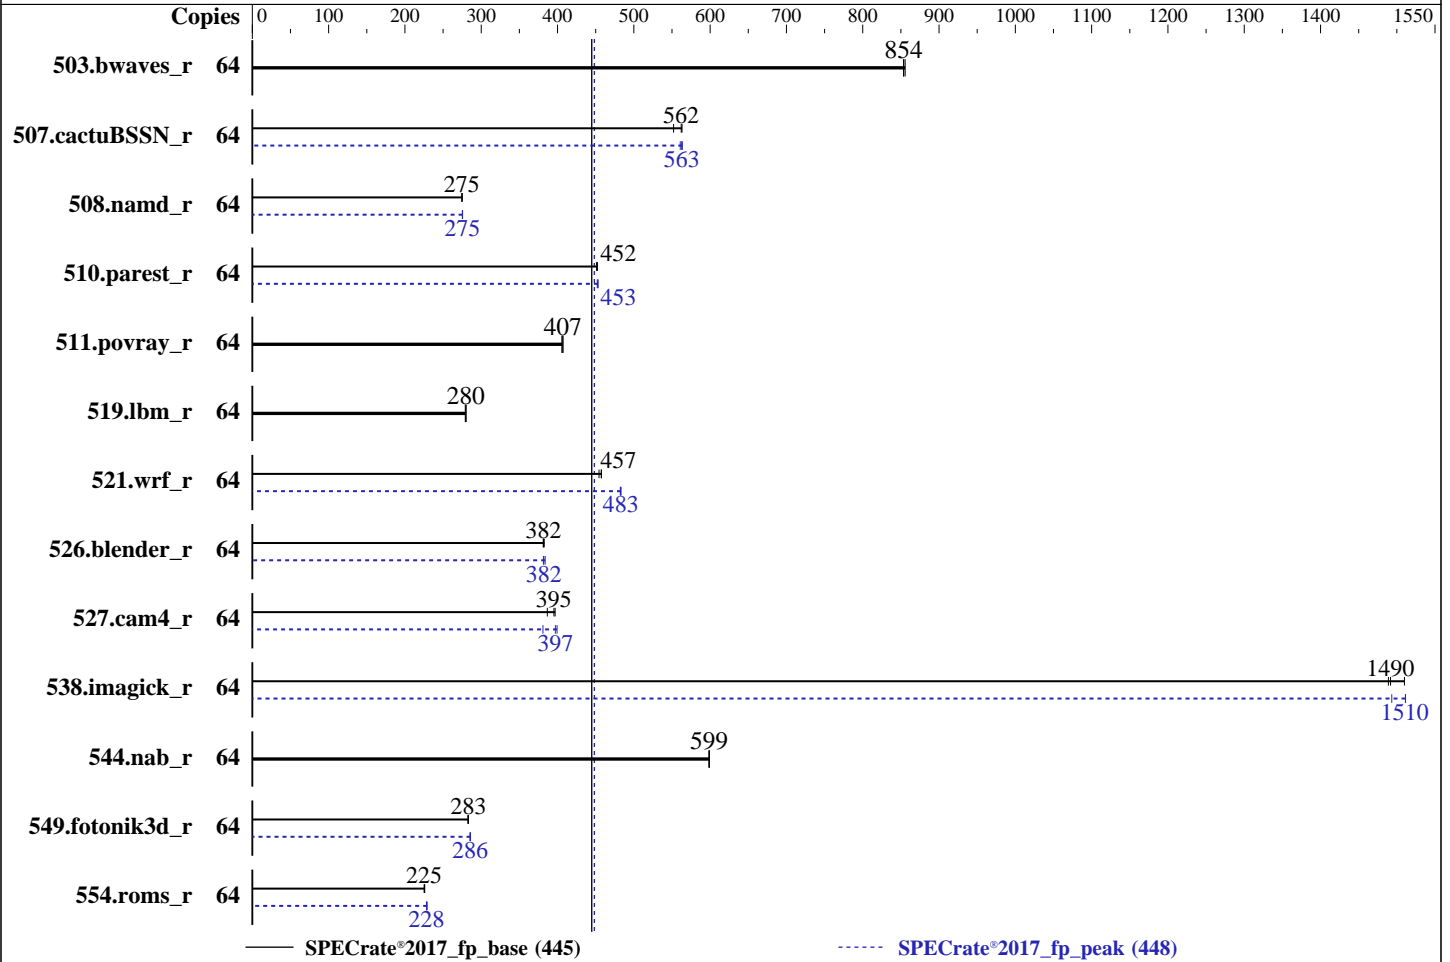 Copies 0 100 200 300 400 500 600 700 800 900 1000 1100 1200 1300 1400 1550
854
503.bwaves_r 64
562
507.cactuBSSN_r 64
563
275
508.namd_r 64
275
452
510.parest_r 64
453
407
511.povray_r 64
280
519.lbm_r 64
457
521.wrf_r 64
483
382
526.blender_r 64
382
395
527.cam4_r 64
397
1490
538.imagick_r 64
1510
599
544.nab_r 64
283
549.fotonik3d_r 64
286
225
554.roms_r 64
228
SPECrate®2017_fp_base (445) SPECrate®2017_fp_peak (448)